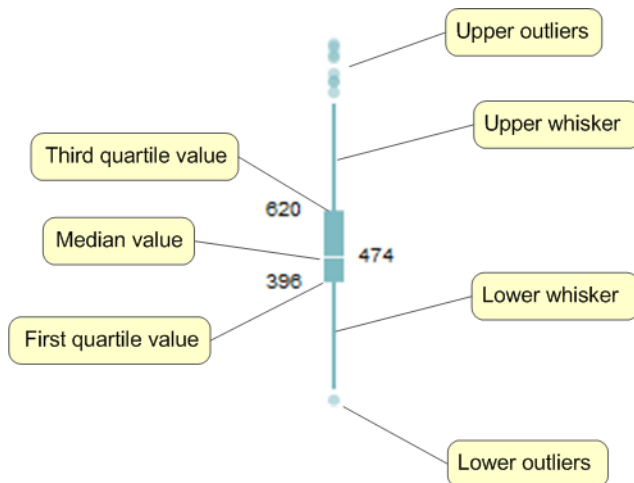 Upper outliers
Upper whisker
Third quartile value
620
Median value
474
396
Lower whisker
First quartile value
Lower outliers